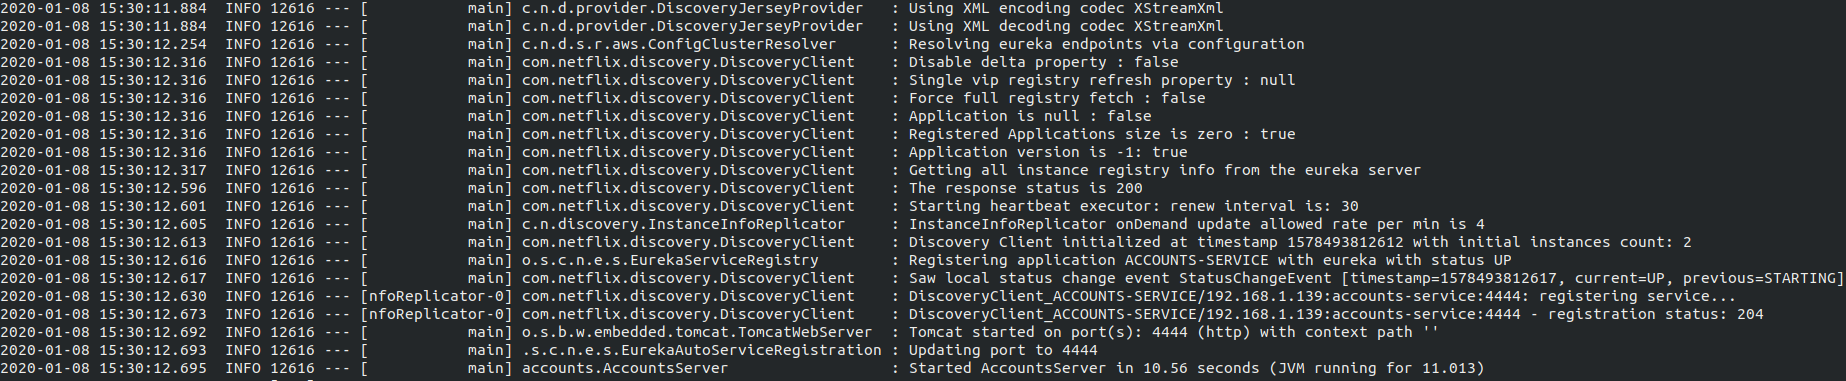 2020-01-08 15:30:11.884  INFO 12616 --- [           main] c.n.d.provider.DiscoveryJerseyProvider   : Using XML encoding codec XStreamXml
2020-01-08 15:30:11.884  INFO 12616 --- [           main] c.n.d.provider.DiscoveryJerseyProvider   : Using XML decoding codec XStreamXml
2020-01-08 15:30:12.254  INFO 12616 --- [           main] c.n.d.s.r.aws.ConfigClusterResolver      : Resolving eureka endpoints via configuration
2020-01-08 15:30:12.316  INFO 12616 --- [           main] com.netflix.discovery.DiscoveryClient    : Disable delta property : false
2020-01-08 15:30:12.316  INFO 12616 --- [           main] com.netflix.discovery.DiscoveryClient    : Single vip registry refresh property : null
2020-01-08 15:30:12.316  INFO 12616 --- [           main] com.netflix.discovery.DiscoveryClient    : Force full registry fetch : false
2020-01-08 15:30:12.316  INFO 12616 --- [           main] com.netflix.discovery.DiscoveryClient    : Application is null : false
2020-01-08 15:30:12.316  INFO 12616 --- [           main] com.netflix.discovery.DiscoveryClient    : Registered Applications size is zero : true
2020-01-08 15:30:12.316  INFO 12616 --- [           main] com.netflix.discovery.DiscoveryClient    : Application version is -1: true
2020-01-08 15:30:12.317  INFO 12616 --- [           main] com.netflix.discovery.DiscoveryClient    : Getting all instance registry info from the eureka server
2020-01-08 15:30:12.596  INFO 12616 --- [           main] com.netflix.discovery.DiscoveryClient    : The response status is 200
2020-01-08 15:30:12.601  INFO 12616 --- [           main] com.netflix.discovery.DiscoveryClient    : Starting heartbeat executor: renew interval is: 30
2020-01-08 15:30:12.605  INFO 12616 --- [           main] c.n.discovery.InstanceInfoReplicator     : InstanceInfoReplicator onDemand update allowed rate per min is 4
2020-01-08 15:30:12.613  INFO 12616 --- [           main] com.netflix.discovery.DiscoveryClient    : Discovery Client initialized at timestamp 1578493812612 with initial instances count: 2
2020-01-08 15:30:12.616  INFO 12616 --- [           main] o.s.c.n.e.s.EurekaServiceRegistry        : Registering application ACCOUNTS-SERVICE with eureka with status UP
2020-01-08 15:30:12.617  INFO 12616 --- [           main] com.netflix.discovery.DiscoveryClient    : Saw local status change event StatusChangeEvent [timestamp=1578493812617, current=UP, previous=STARTING]
2020-01-08 15:30:12.630  INFO 12616 --- [nfoReplicator-0] com.netflix.discovery.DiscoveryClient    : DiscoveryClient_ACCOUNTS-SERVICE/192.168.1.139:accounts-service:4444: registering service...
2020-01-08 15:30:12.673  INFO 12616 --- [nfoReplicator-0] com.netflix.discovery.DiscoveryClient    : DiscoveryClient_ACCOUNTS-SERVICE/192.168.1.139:accounts-service:4444 - registration status: 204
2020-01-08 15:30:12.692  INFO 12616 --- [           main] o.s.b.w.embedded.tomcat.TomcatWebServer  : Tomcat started on port(s): 4444 (http) with context path ''
2020-01-08 15:30:12.693  INFO 12616 --- [           main] .s.c.n.e.s.EurekaAutoServiceRegistration : Updating port to 4444
2020-01-08 15:30:12.695  INFO 12616 --- [           main] accounts.AccountsServer                  : Started AccountsServer in 10.56 seconds (JVM running for 11.013)